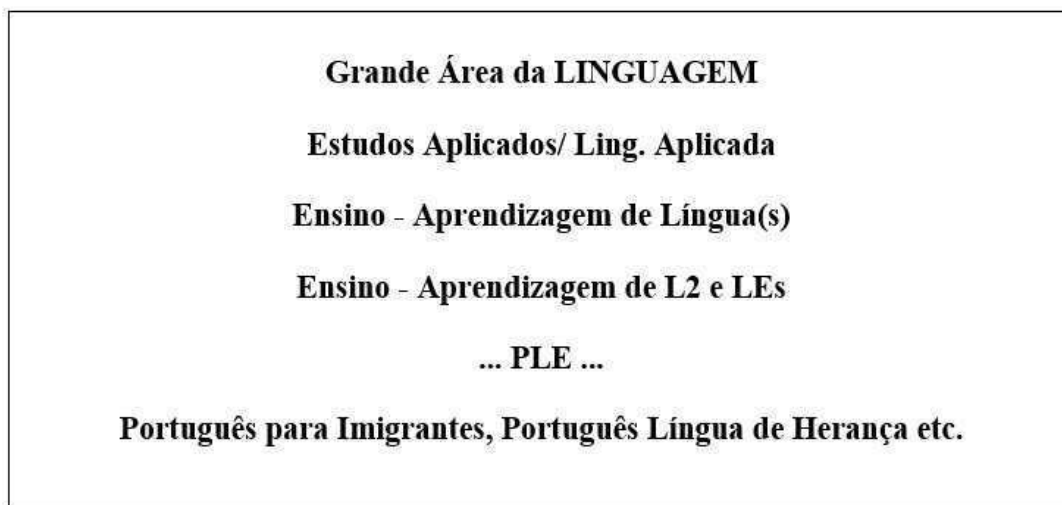 Grande Área da LINGUAGEM
Estudos Aplicados/ Ling. Aplicada
Ensino - Aprendizagem de Língua(s)
Ensino - Aprendizagem de L2 e LEs
... PLE ...
Português para Imigrantes, Português Língua de Herança etc.